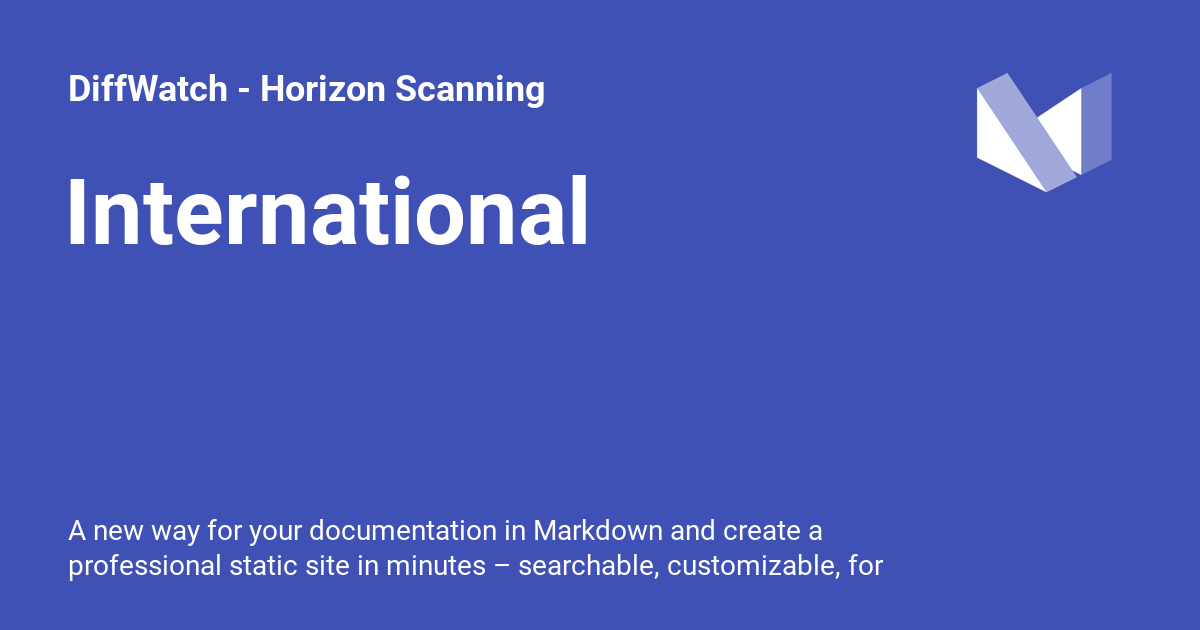 DiffWatch - Horizon Scanning
International
A new way for your documentation in Markdown and create a
professional static site in minutes – searchable, customizable, for